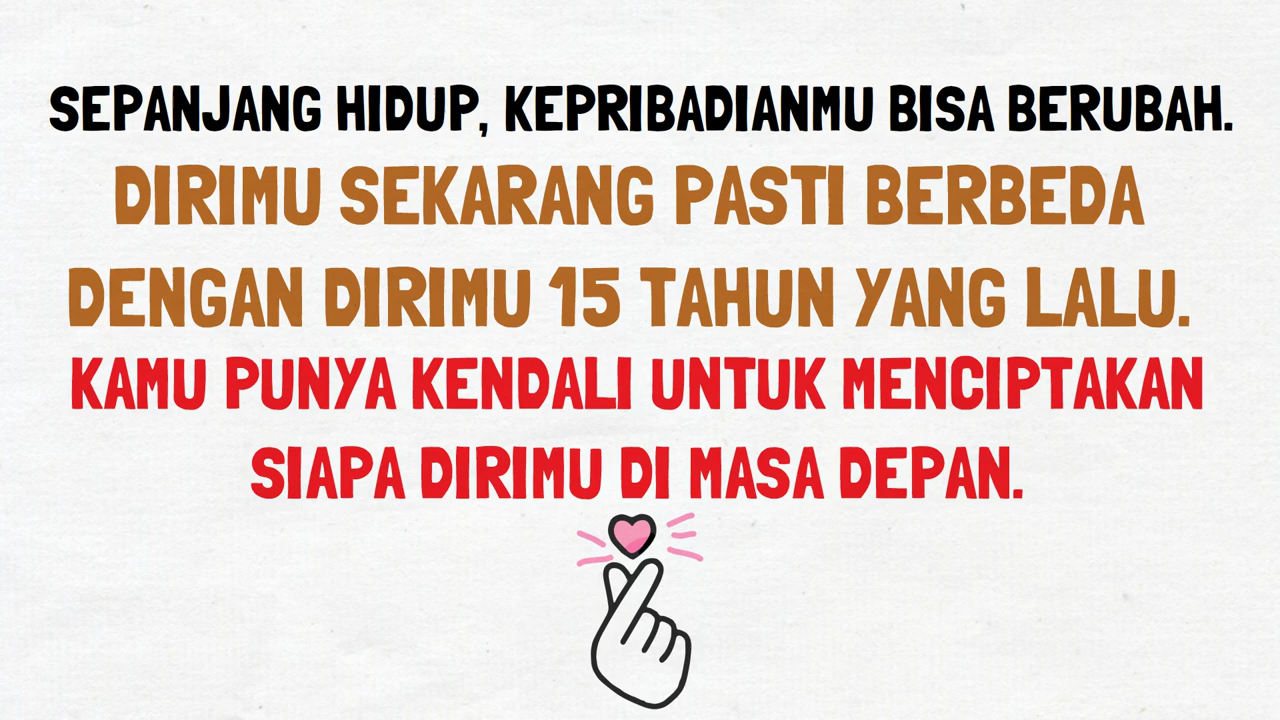 SEPANJANG HIDUP, KEPRIBADIANMU BISA BERUBAH.
DIRIMU SEKARANG PASTI BERBEDA
DENGAN DIRIMU 15 TAHUN YANG LALU.
KAMU PUNYA KENDALI UNTUK MENCIPTAKAN
SIAPA DIRIMU DI MASA DEPAN.